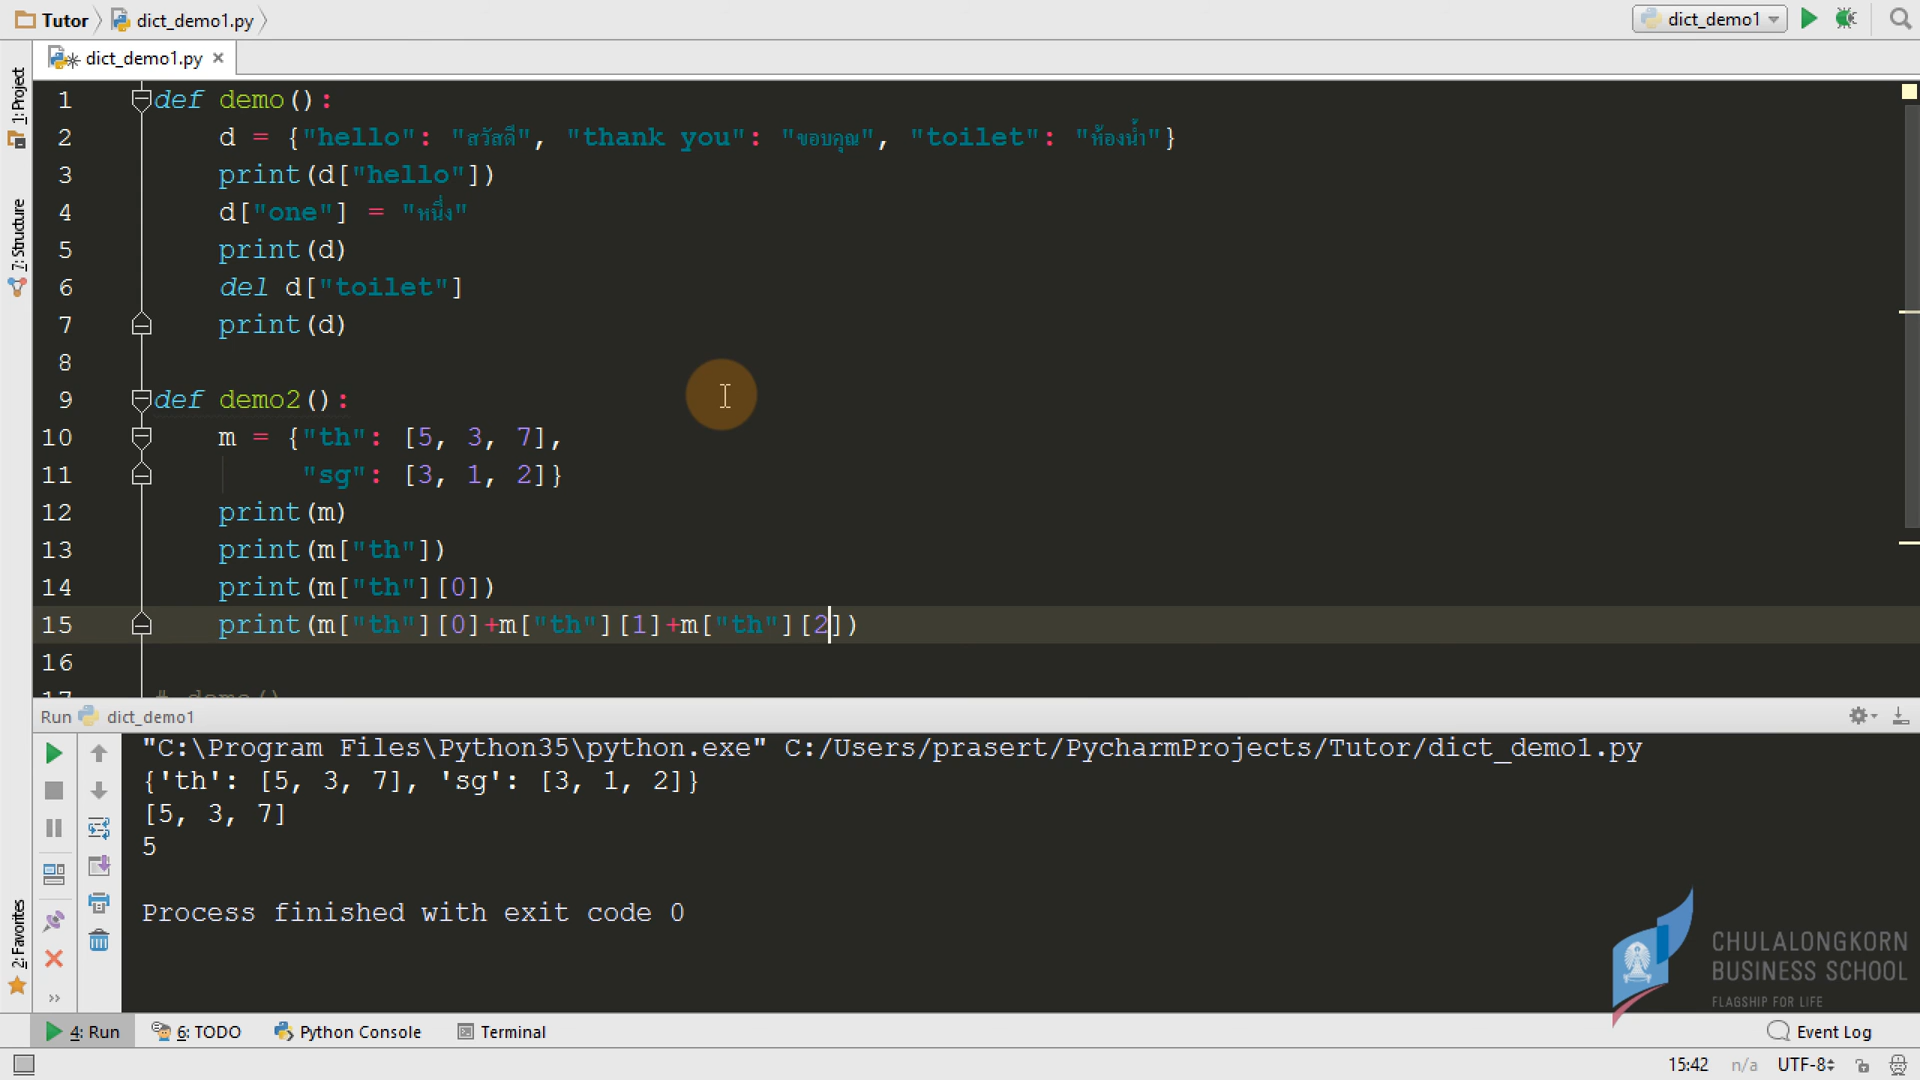 Tutor dict_demo1.py dict_demo1
dict_demo1.py
1 def demo():
2 d = {"hello": "สวัสดี", "thank you": "ขอบคุณ", "toilet": "ห้องน้ำ"}
3 print(d["hello"])
4 d["one"] = "หนึ่ง"
5 print(d)
6 del d["toilet"]
7 print(d)
8
9 def demo2():
10 m = {"th": [5, 3, 7],
11 "sg": [3, 1, 2]}
12 print(m)
13 print(m["th"])
14 print(m["th"][0])
15 print(m["th"][0]+m["th"][1]+m["th"][2])
16
17 # demo()
1: Project
7: Structure
2: Favorites
Run dict_demo1
"C:\Program Files\Python35\python.exe" C:/Users/prasert/PycharmProjects/Tutor/dict_demo1.py
{'th': [5, 3, 7], 'sg': [3, 1, 2]}
[5, 3, 7]
5
Process finished with exit code 0
CHULALONGKORN
BUSINESS SCHOOL
FLAGSHIP FOR LIFE
4: Run 6: TODO Python Console Terminal Event Log
15:42 n/a UTF-8